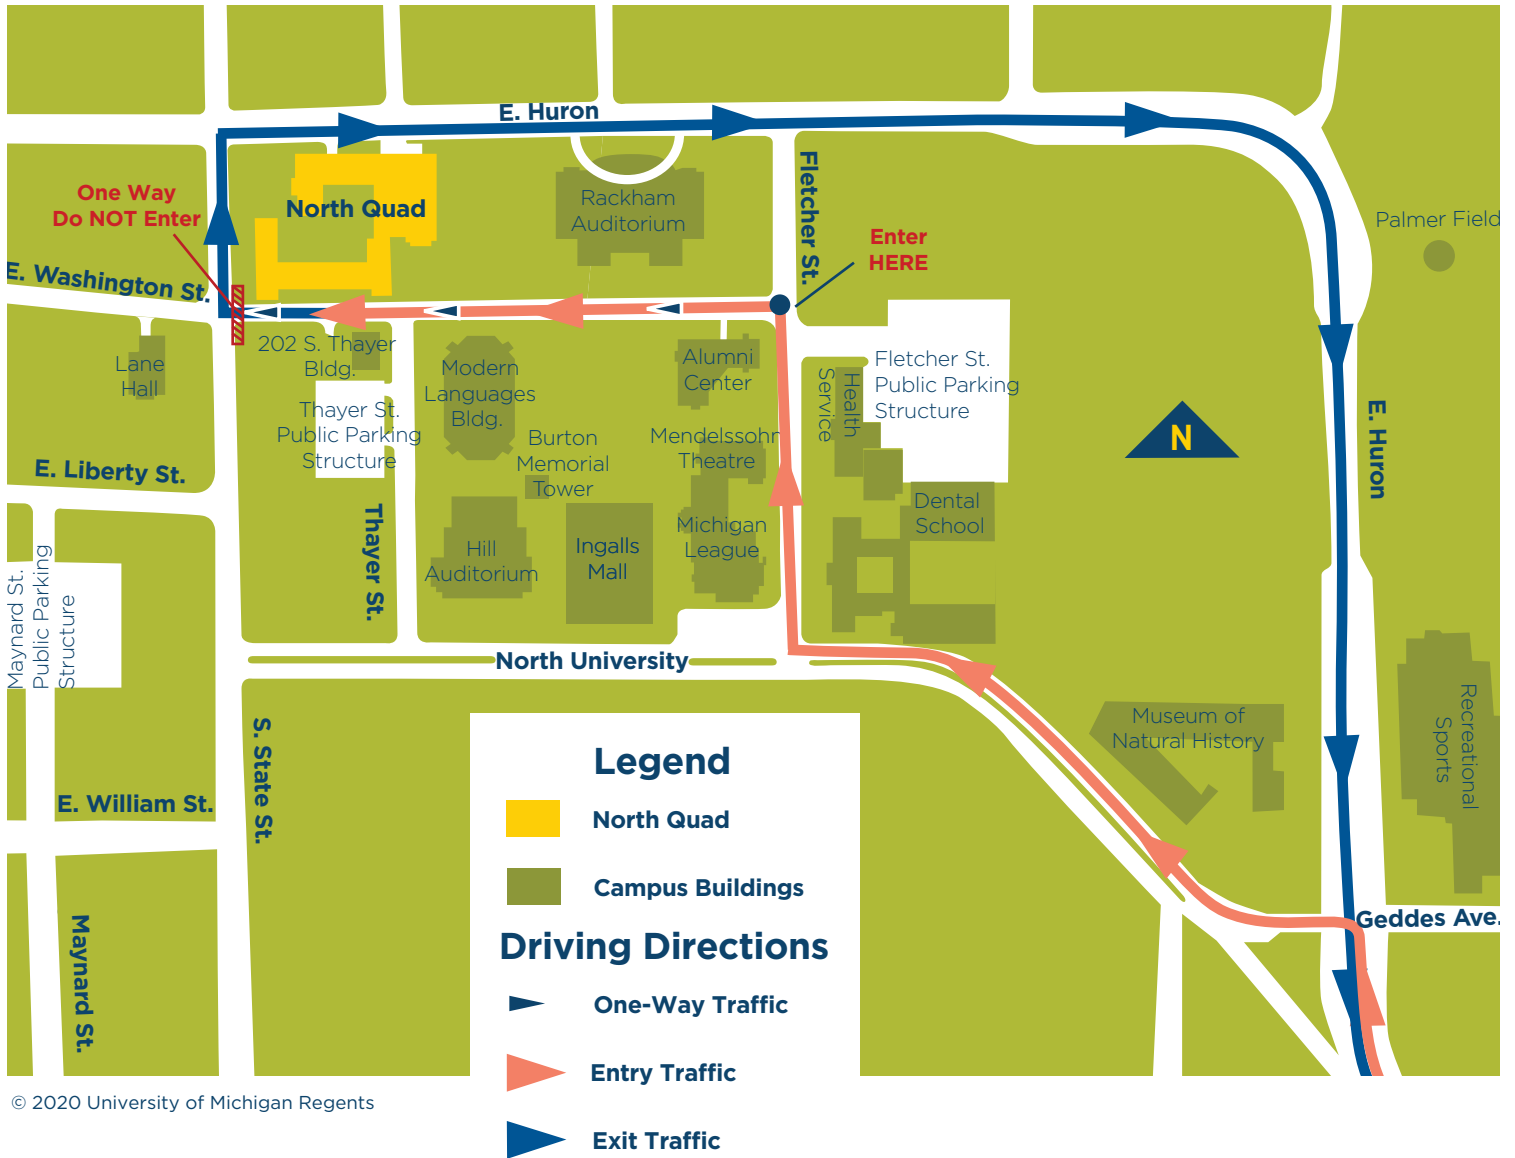 E. Huron
One Way
Do NOT Enter
North Quad
Rackham
Auditorium
Fletcher St.
Enter
HERE
Palmer Field
E. Washington St.
202 S. Thayer
Bldg.
Lane
Hall
Modern
Languages
Bldg.
Alumni
Center
Health
Service
Fletcher St.
Public Parking
Structure
Thayer St.
Public Parking
Structure
Burton
Memorial
Tower
Mendelssohn
Theatre
N
E. Huron
E. Liberty St.
Thayer St.
Hill
Auditorium
Ingalls
Mall
Michigan
League
Dental
School
Maynard St.
Public Parking
Structure
North University
Museum of
Natural History
Recreational
Sports
S. State St.
E. William St.
Maynard St.
Geddes Ave.
Legend
North Quad
Campus Buildings
Driving Directions
One-Way Traffic
Entry Traffic
Exit Traffic
© 2020 University of Michigan Regents